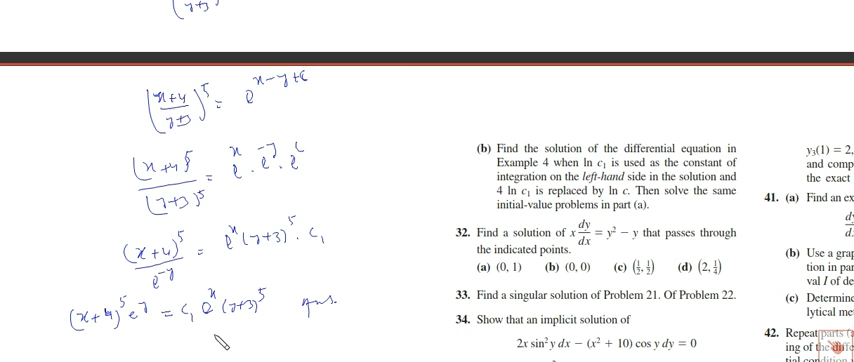 (x+4/y+3)^5 = e^{x-y+c}
(x+4)^5/(y+3)^5 = e^x · e^{-y} · e^c
(x+4)^5/e^{-y} = e^x (y+3)^5 · c₁
(x+4)^5 e^y = c₁ e^x (y+3)^5 Ans.
(b) Find the solution of the differential equation in
Example 4 when ln c₁ is used as the constant of
integration on the left-hand side in the solution and
4 ln c₁ is replaced by ln c. Then solve the same
initial-value problems in part (a).
32. Find a solution of x dy/dx = y² − y that passes through
the indicated points.
(a) (0, 1) (b) (0, 0) (c) (1/2, 1/2) (d) (2, 1/4)
33. Find a singular solution of Problem 21. Of Problem 22.
34. Show that an implicit solution of
2x sin² y dx − (x² + 10) cos y dy = 0
y₃(1) = 2,
and comp
the exact
41. (a) Find an ex
(b) Use a grap
tion in par
val I of de
(c) Determine
lytical me
42. Repeat parts (a
ing of the diffe
tial condition